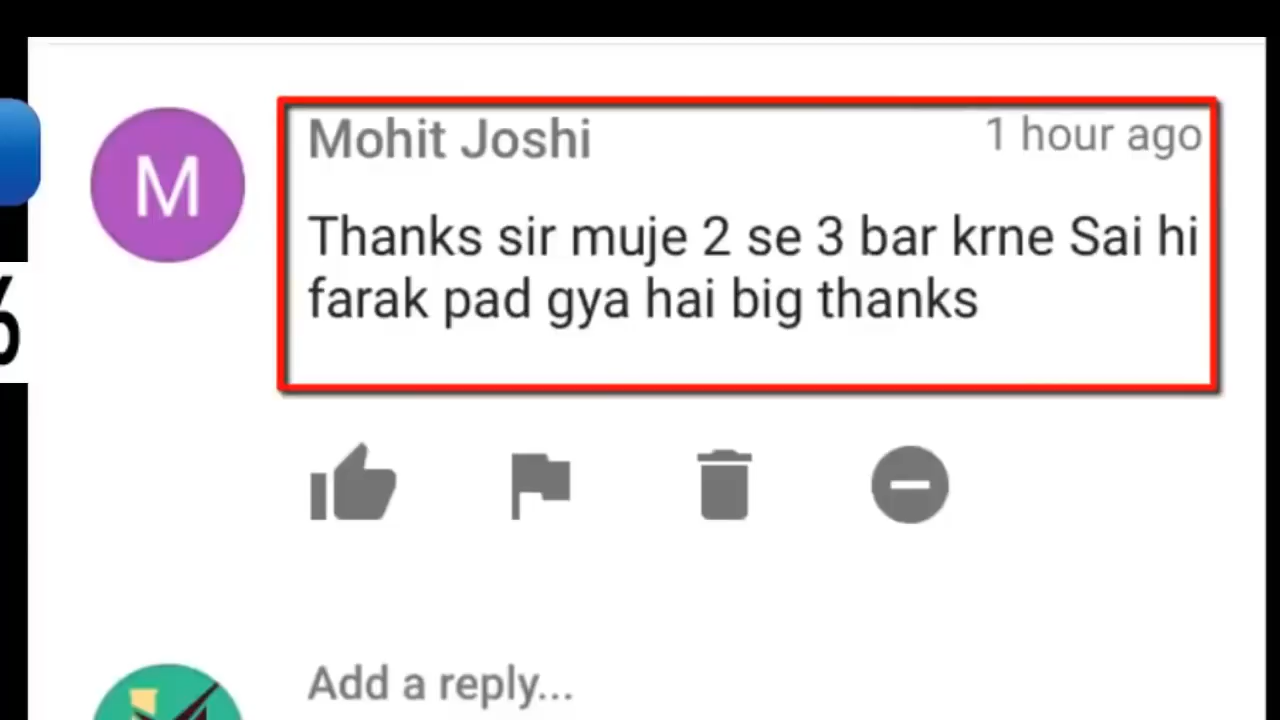 M
Mohit Joshi 1 hour ago
Thanks sir muje 2 se 3 bar krne Sai hi
farak pad gya hai big thanks
Add a reply...